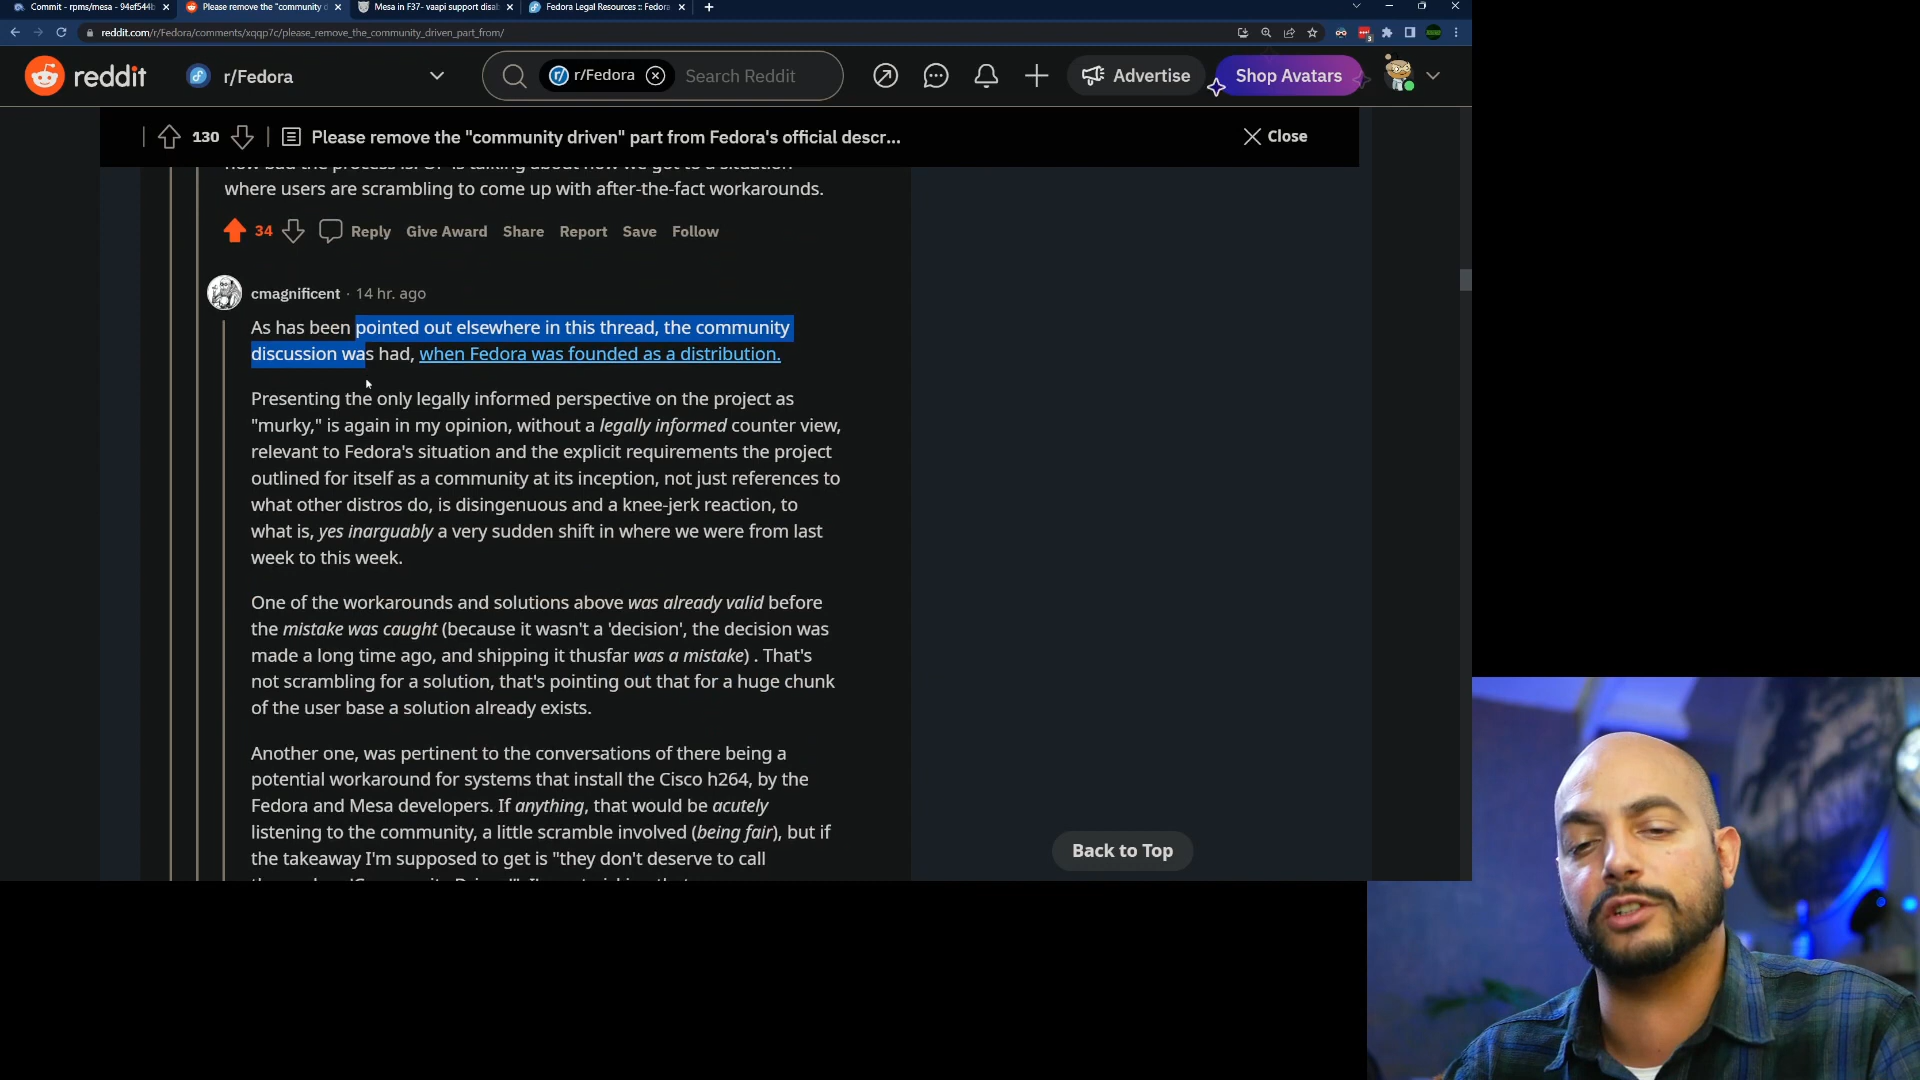 Commit - rpms/mesa - 94ef544b
Please remove the "community d
Mesa in F37- vaapi support disab
Fedora Legal Resources :: Fedora
reddit.com/r/Fedora/comments/xqqp7c/please_remove_the_community_driven_part_from/
reddit
r/Fedora
r/Fedora
Search Reddit
Advertise
Shop Avatars
130
Please remove the "community driven" part from Fedora's official descr...
Close
where users are scrambling to come up with after-the-fact workarounds.
34 Reply Give Award Share Report Save Follow
cmagnificent · 14 hr. ago
As has been pointed out elsewhere in this thread, the community
discussion was had, when Fedora was founded as a distribution.
Presenting the only legally informed perspective on the project as
"murky," is again in my opinion, without a legally informed counter view,
relevant to Fedora's situation and the explicit requirements the project
outlined for itself as a community at its inception, not just references to
what other distros do, is disingenuous and a knee-jerk reaction, to
what is, yes inarguably a very sudden shift in where we were from last
week to this week.
One of the workarounds and solutions above was already valid before
the mistake was caught (because it wasn't a 'decision', the decision was
made a long time ago, and shipping it thusfar was a mistake) . That's
not scrambling for a solution, that's pointing out that for a huge chunk
of the user base a solution already exists.
Another one, was pertinent to the conversations of there being a
potential workaround for systems that install the Cisco h264, by the
Fedora and Mesa developers. If anything, that would be acutely
listening to the community, a little scramble involved (being fair), but if
the takeaway I'm supposed to get is "they don't deserve to call
Back to Top